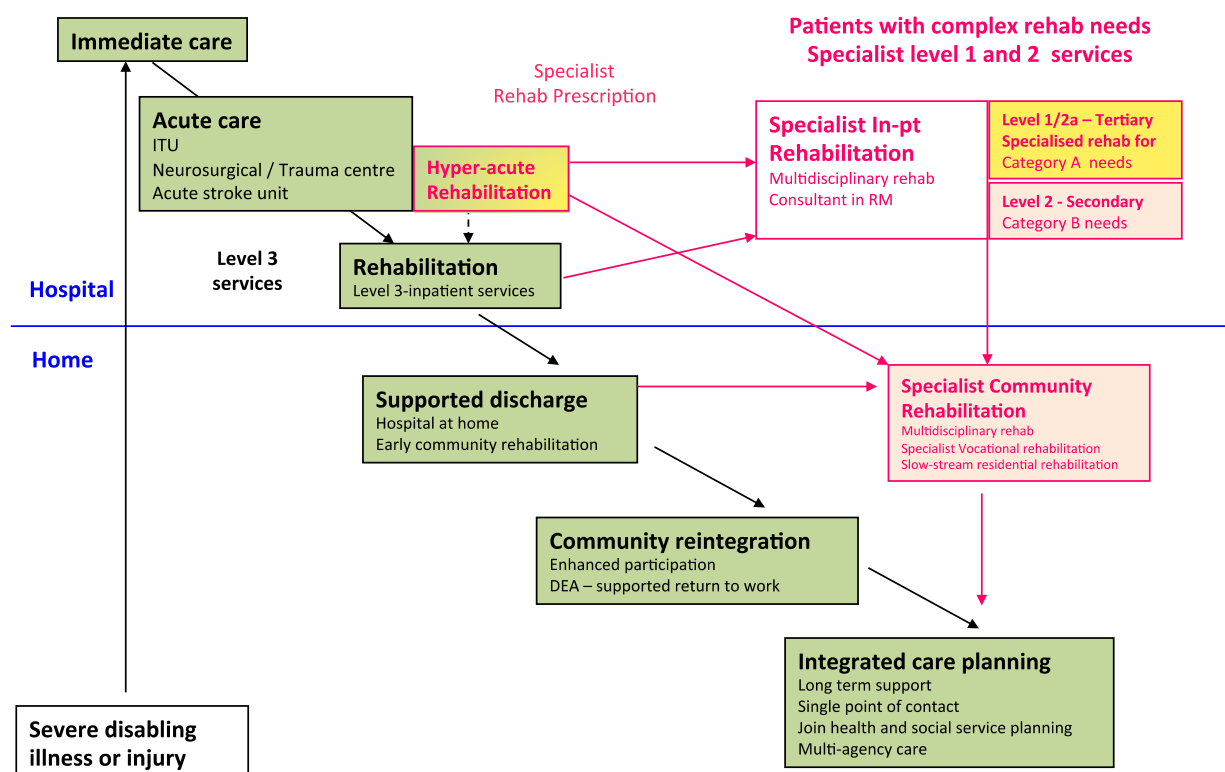 Immediate care
Patients with complex rehab needs
Specialist level 1 and 2 services
Specialist
Rehab Prescription
Acute care
ITU
Neurosurgical / Trauma centre
Acute stroke unit
Hyper-acute
Rehabilitation
Specialist In-pt
Rehabilitation
Multidisciplinary rehab
Consultant in RM
Level 1/2a – Tertiary
Specialised rehab for
Category A needs
Level 2 - Secondary
Category B needs
Level 3
services
Rehabilitation
Level 3-inpatient services
Hospital
Home
Supported discharge
Hospital at home
Early community rehabilitation
Specialist Community
Rehabilitation
Multidisciplinary rehab
Specialist Vocational rehabilitation
Slow-stream residential rehabilitation
Community reintegration
Enhanced participation
DEA – supported return to work
Integrated care planning
Long term support
Single point of contact
Join health and social service planning
Multi-agency care
Severe disabling
illness or injury